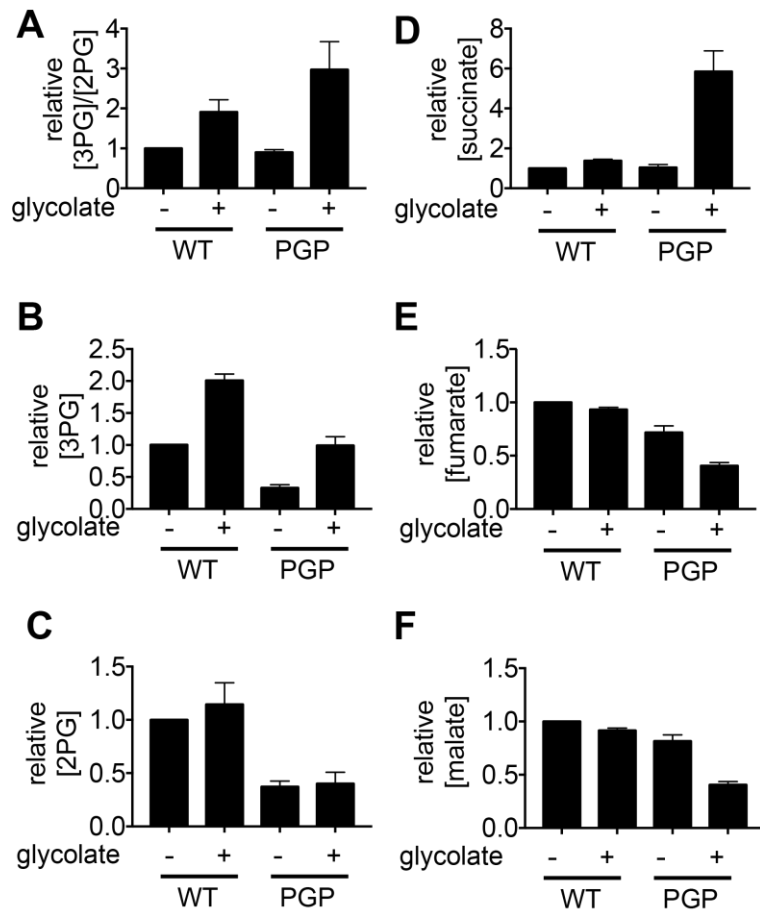 A
relative
[3PG]/[2PG]
4
3
2
1
0
glycolate - + - +
WT PGP
B
relative
[3PG]
2.5
2.0
1.5
1.0
0.5
0.0
glycolate - + - +
WT PGP
C
relative
[2PG]
1.5
1.0
0.5
0.0
glycolate - + - +
WT PGP
D
relative
[succinate]
8
6
4
2
0
- + - +
WT PGP
E
relative
[fumarate]
1.5
1.0
0.5
0.0
glycolate - + - +
WT PGP
F
relative
[malate]
1.5
1.0
0.5
0.0
glycolate - + - +
WT PGP